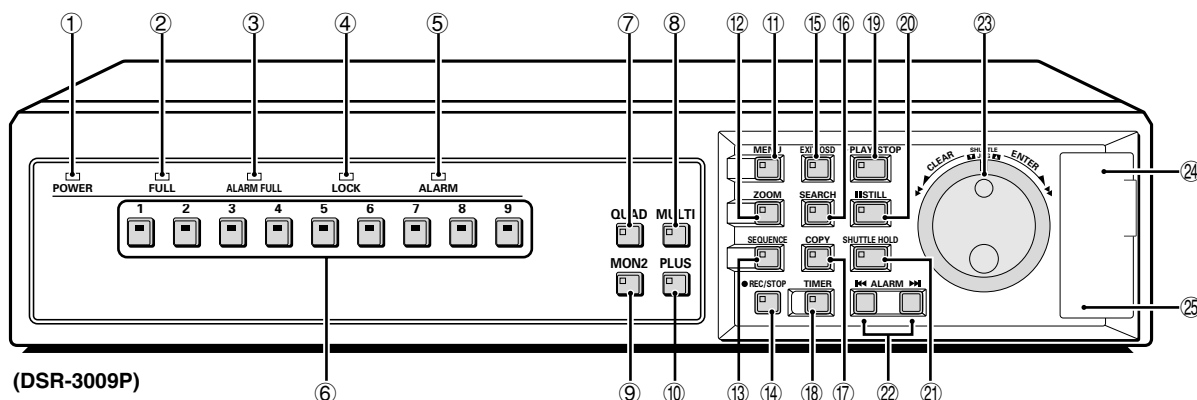 ① ② ③ ④ ⑤ ⑦ ⑧ ⑫ ⑪ ⑮ ⑯ ⑲ ⑳ ㉓
POWER FULL ALARM FULL LOCK ALARM
1 2 3 4 5 6 7 8 9
QUAD MULTI
MON2 PLUS
MENU EXIT/OSD PLAY/STOP
ZOOM SEARCH STILL
SEQUENCE COPY SHUTTLE HOLD
●REC/STOP TIMER ⏮ ALARM ⏭
CLEAR SHUTTLE ENTER
JOG
㉔
㉕
(DSR-3009P)
⑥ ⑨ ⑩ ⑬ ⑭ ⑱ ⑰ ㉒ ㉑